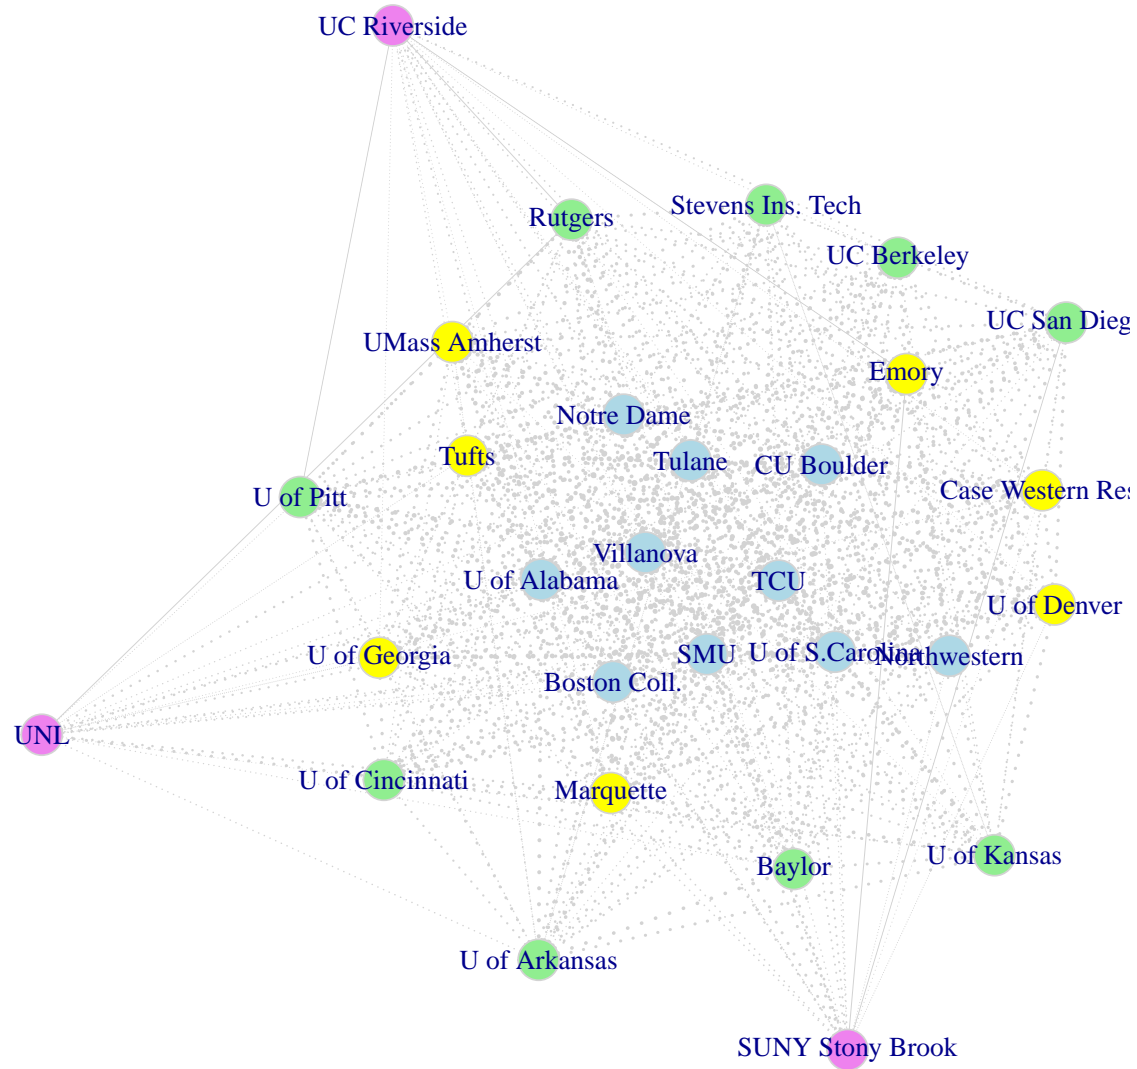 UC Riverside
Stevens Ins. Tech
Rutgers
UC Berkeley
UC San Dieg
UMass Amherst
Emory
Notre Dame
Tufts
Tulane
CU Boulder
Case Western Res
U of Pitt
Villanova
U of Alabama
TCU
U of Denver
U of Georgia
SMU
U of S.Carolina
Northwestern
Boston Coll.
UNL
U of Cincinnati
Marquette
Baylor
U of Kansas
U of Arkansas
SUNY Stony Brook